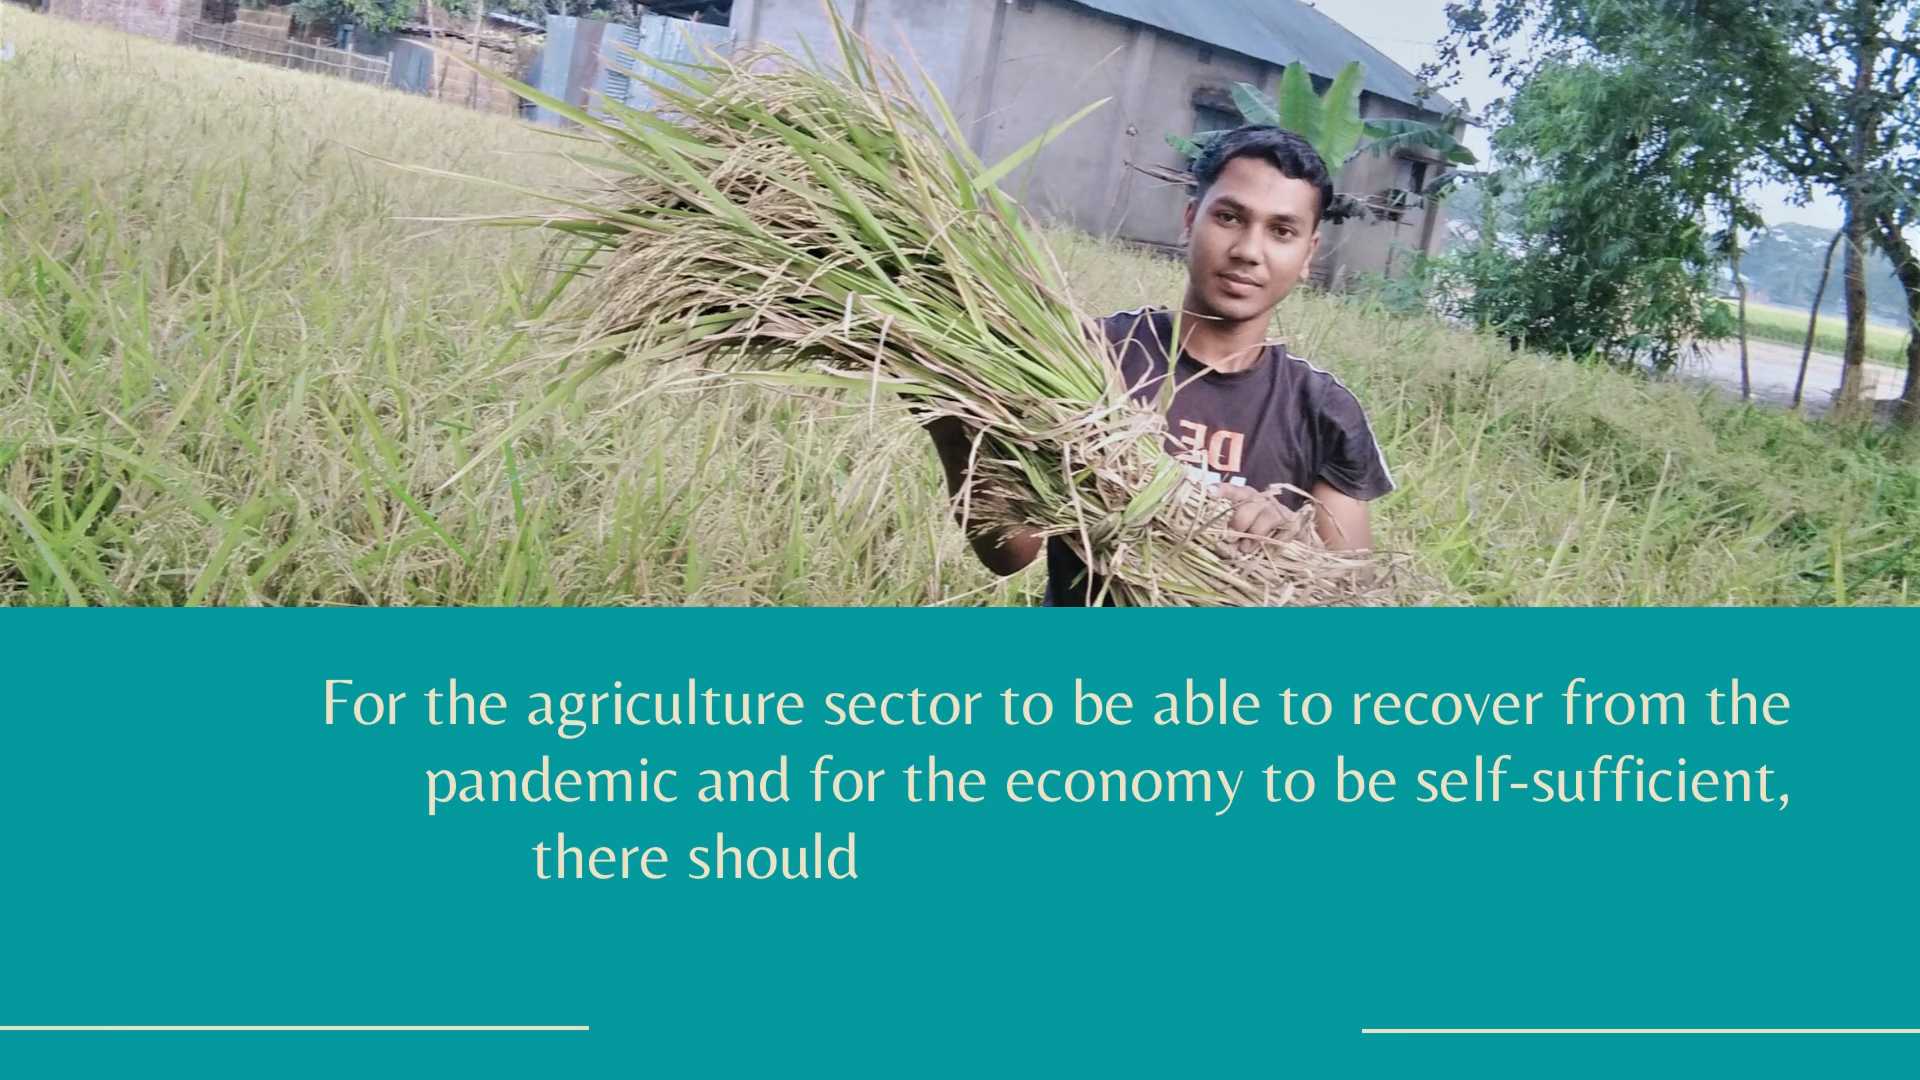 DE
For the agriculture sector to be able to recover from the
pandemic and for the economy to be self-sufficient,
there should